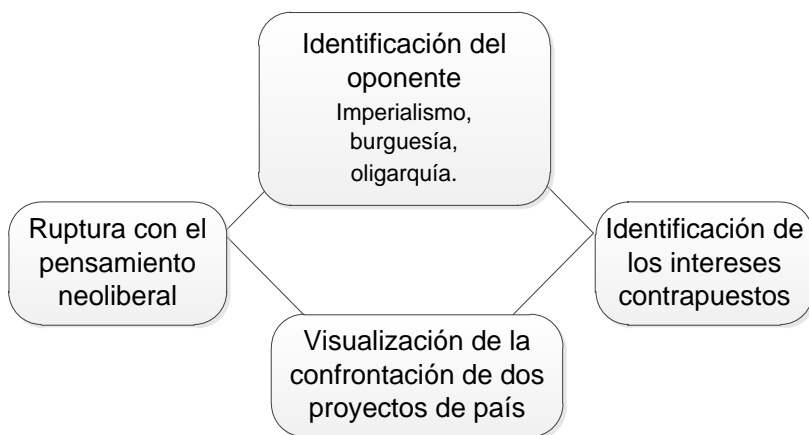 Identificación del
oponente
Imperialismo,
burguesía,
oligarquía.
Ruptura con el
pensamiento
neoliberal
Identificación de
los intereses
contrapuestos
Visualización de la
confrontación de dos
proyectos de país